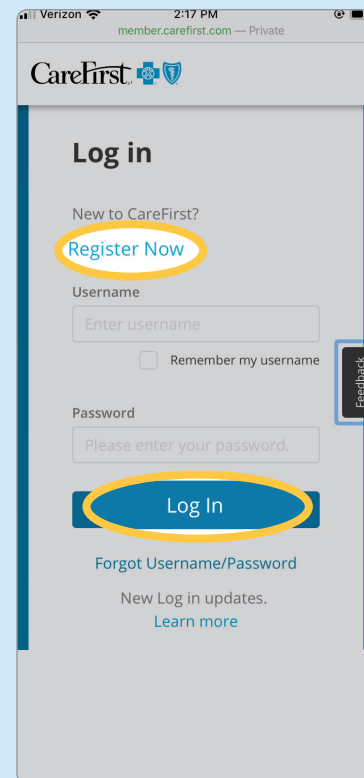 Verizon 2:17 PM
member.carefirst.com — Private
CareFirst.
Log in
New to CareFirst?
Register Now
Username
Enter username
Remember my username
Feedback
Password
Please enter your password.
Log In
Forgot Username/Password
New Log in updates.
Learn more